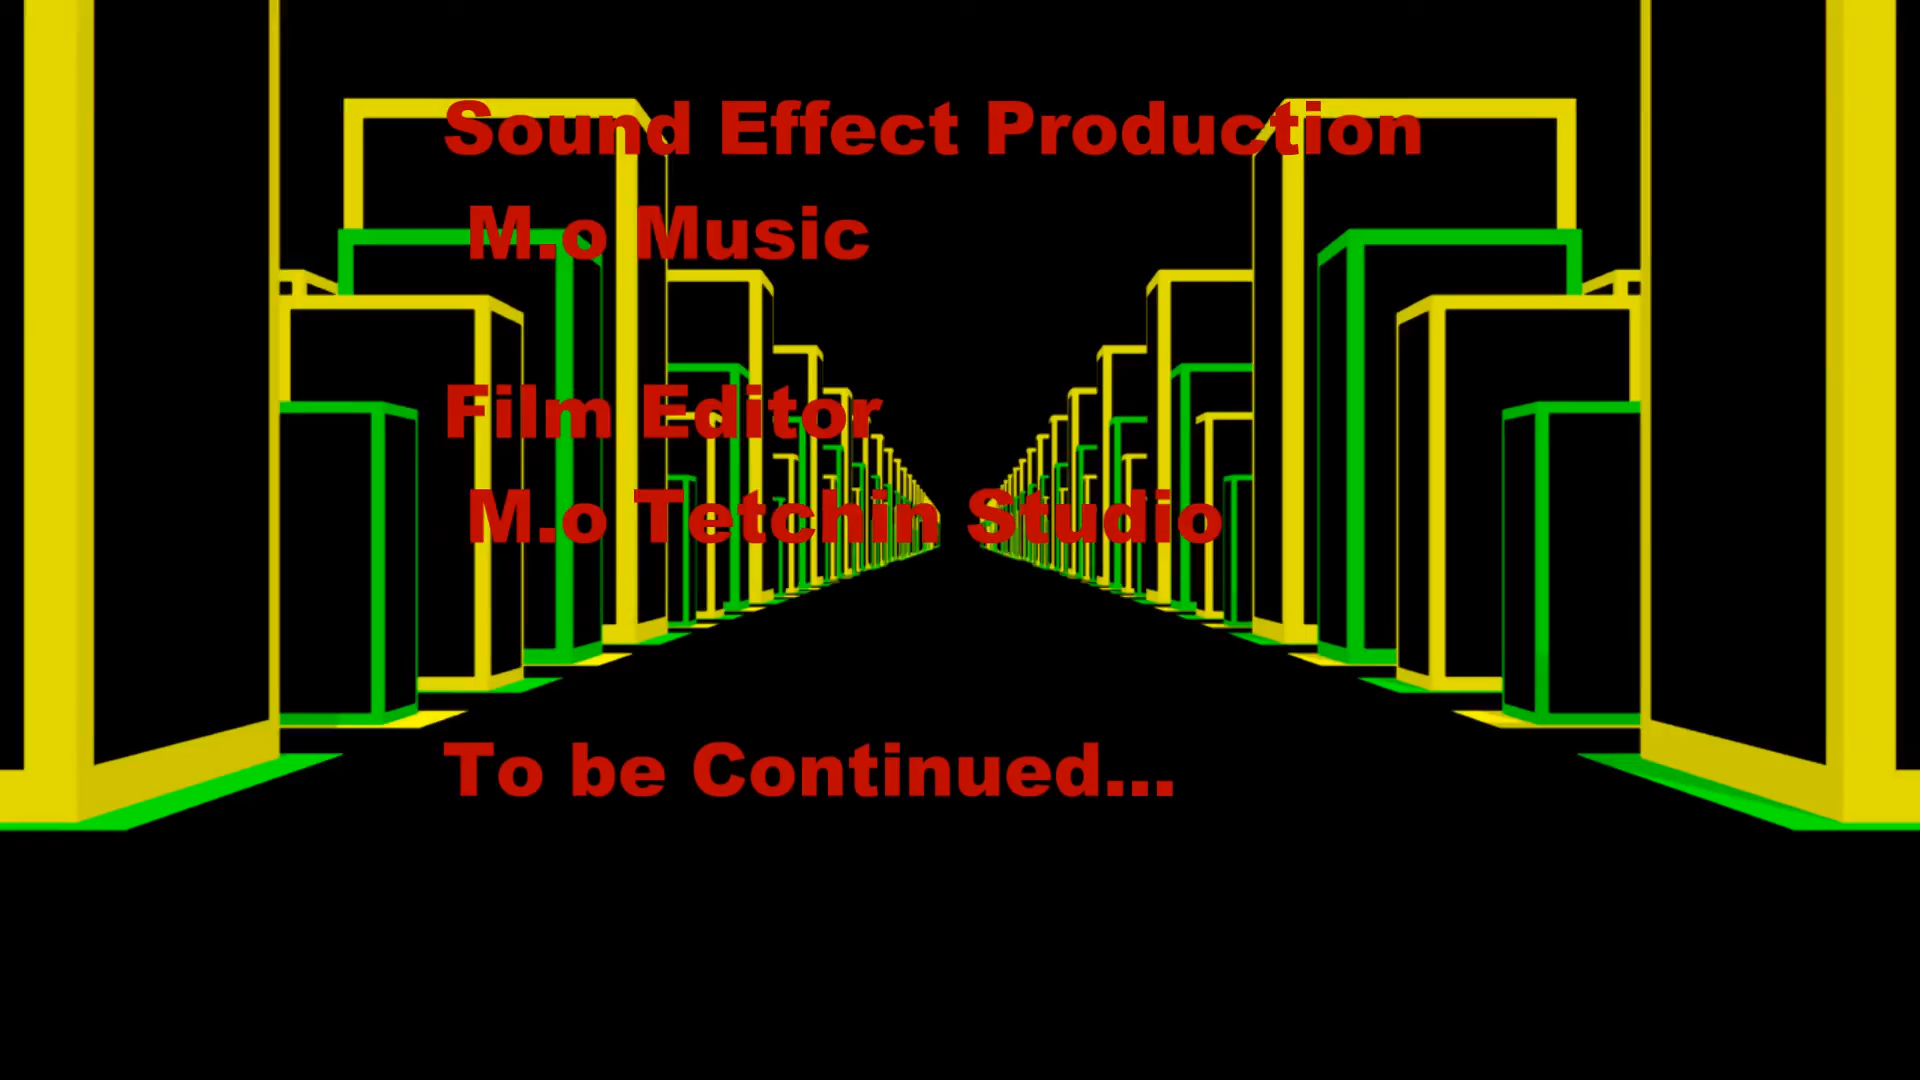 Sound Effect Production
M.o Music
Film Editor
M.o Tetchin Studio
To be Continued...